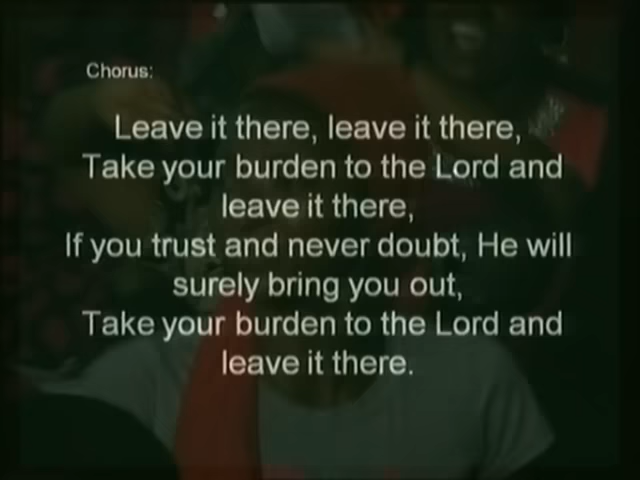 Chorus:
Leave it there, leave it there,
Take your burden to the Lord and
leave it there,
If you trust and never doubt, He will
surely bring you out,
Take your burden to the Lord and
leave it there.